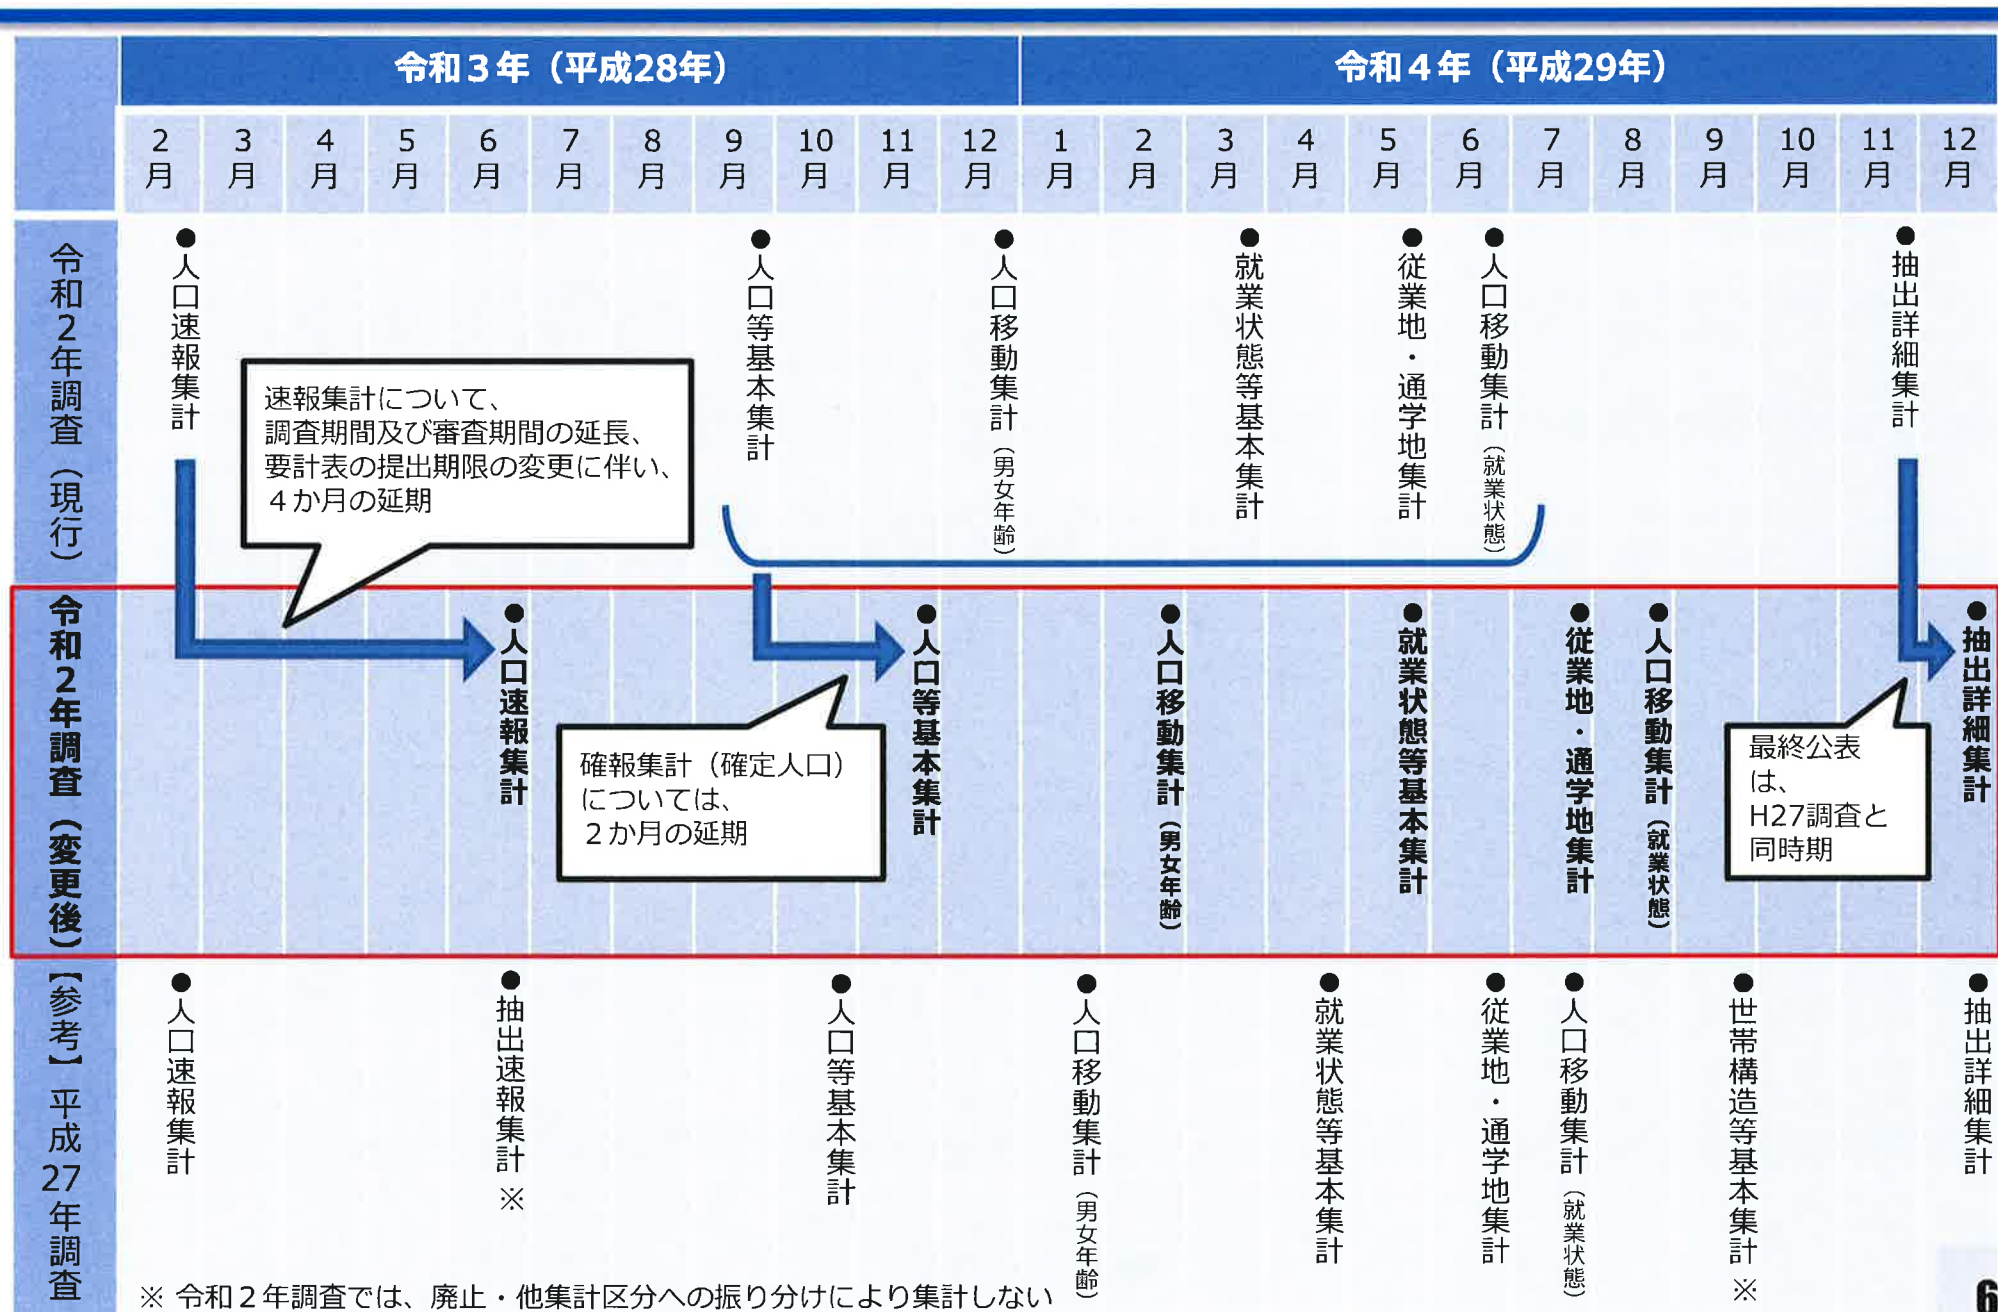 令和３年（平成28年）
令和４年（平成29年）
2月
3月
4月
5月
6月
7月
8月
9月
10月
11月
12月
1月
2月
3月
4月
5月
6月
7月
8月
9月
10月
11月
12月
令和２年調査（現行）
●人口速報集計
●人口等基本集計
●人口移動集計（男女年齢）
●就業状態等基本集計
●従業地・通学地集計
●人口移動集計（就業状態）
●抽出詳細集計
速報集計について、
調査期間及び審査期間の延長、
要計表の提出期限の変更に伴い、
４か月の延期
令和２年調査（変更後）
●人口速報集計
●人口等基本集計
●人口移動集計（男女年齢）
●就業状態等基本集計
●従業地・通学地集計
●人口移動集計（就業状態）
●抽出詳細集計
確報集計（確定人口）
については、
２か月の延期
最終公表
は、
H27調査と
同時期
【参考】平成27年調査
●人口速報集計
●抽出速報集計※
●人口等基本集計
●人口移動集計（男女年齢）
●就業状態等基本集計
●従業地・通学地集計
●人口移動集計（就業状態）
●世帯構造等基本集計※
●抽出詳細集計
※ 令和２年調査では、廃止・他集計区分への振り分けにより集計しない
6